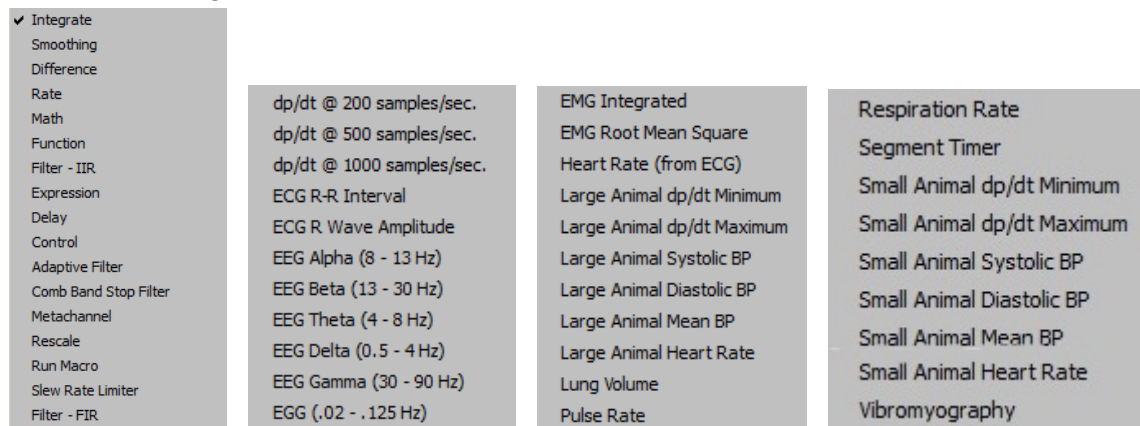 ✓ Integrate
Smoothing
Difference
Rate
Math
Function
Filter - IIR
Expression
Delay
Control
Adaptive Filter
Comb Band Stop Filter
Metachannel
Rescale
Run Macro
Slew Rate Limiter
Filter - FIR
dp/dt @ 200 samples/sec.
dp/dt @ 500 samples/sec.
dp/dt @ 1000 samples/sec.
ECG R-R Interval
ECG R Wave Amplitude
EEG Alpha (8 - 13 Hz)
EEG Beta (13 - 30 Hz)
EEG Theta (4 - 8 Hz)
EEG Delta (0.5 - 4 Hz)
EEG Gamma (30 - 90 Hz)
EGG (.02 - .125 Hz)
EMG Integrated
EMG Root Mean Square
Heart Rate (from ECG)
Large Animal dp/dt Minimum
Large Animal dp/dt Maximum
Large Animal Systolic BP
Large Animal Diastolic BP
Large Animal Mean BP
Large Animal Heart Rate
Lung Volume
Pulse Rate
Respiration Rate
Segment Timer
Small Animal dp/dt Minimum
Small Animal dp/dt Maximum
Small Animal Systolic BP
Small Animal Diastolic BP
Small Animal Mean BP
Small Animal Heart Rate
Vibromyography